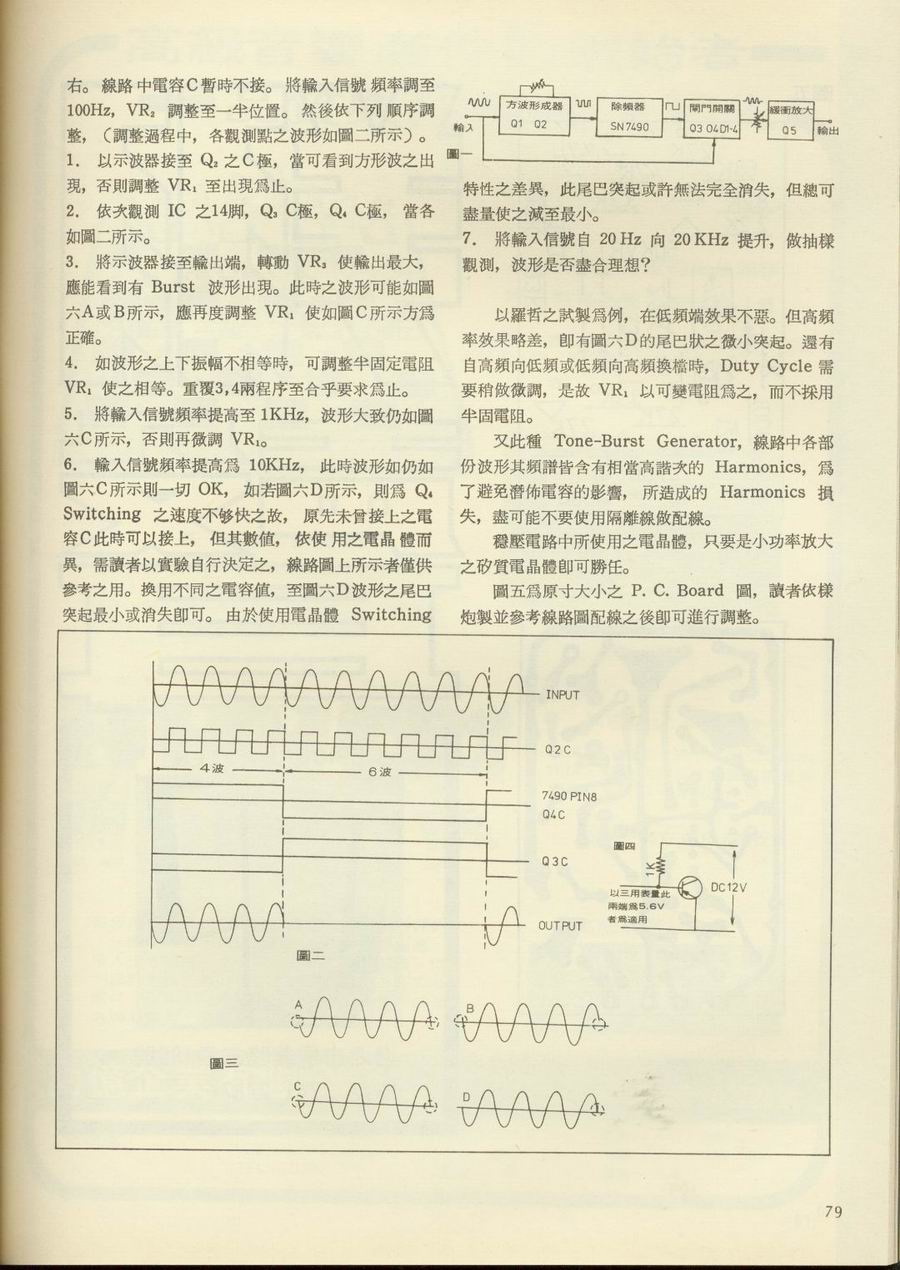 右。線路中電容C暫時不接。將輸入信號頻率調至
100Hz，VR₂ 調整至一半位置。然後依下列順序調
整，（調整過程中，各觀測點之波形如圖二所示）。
1. 以示波器接至 Q₂ 之C極，當可看到方形波之出
現，否則調整 VR₁ 至出現爲止。
2. 依次觀測 IC 之14脚，Q₃ C極，Q₄ C極，當各
如圖二所示。
3. 將示波器接至輸出端，轉動 VR₃ 使輸出最大，
應能看到有 Burst 波形出現。此時之波形可能如圖
六A或B所示，應再度調整 VR₁ 使如圖C所示方爲
正確。
4. 如波形之上下振幅不相等時，可調整半固定電阻
VR₁ 使之相等。重覆3,4兩程序至合乎要求爲止。
5. 將輸入信號頻率提高至 1KHz，波形大致仍如圖
六C所示，否則再微調 VR₁。
6. 輸入信號頻率提高爲 10KHz，此時波形如仍如
圖六C所示則一切 OK，如若圖六D所示，則爲 Q₄
Switching 之速度不够快之故，原先未曾接上之電
容C此時可以接上，但其數値，依使用之電晶體而
異，需讀者以實驗自行決定之，線路圖上所示者僅供
參考之用。換用不同之電容値，至圖六D波形之尾巴
突起最小或消失卽可。由於使用電晶體 Switching
方波形成器
Q1 Q2
除頻器
SN7490
閘門開關
Q3 Q4 D1-4
緩衝放大
Q5
輸入
輸出
圖一
特性之差異，此尾巴突起或許無法完全消失，但總可
盡量使之減至最小。
7. 將輸入信號自 20Hz 向 20KHz 提升，做抽樣
觀測，波形是否盡合理想？
以羅哲之試製爲例，在低頻端效果不惡。但高頻
率效果略差，卽有圖六D的尾巴狀之微小突起。還有
自高頻向低頻或低頻向高頻換檔時，Duty Cycle 需
要稍做微調，是故 VR₁ 以可變電阻爲之，而不採用
半固電阻。
又此種 Tone-Burst Generator，線路中各部
份波形其頻譜皆含有相當高諧次的 Harmonics，爲
了避免潛佈電容的影響，所造成的 Harmonics 損
失，盡可能不要使用隔離線做配線。
穩壓電路中所使用之電晶體，只要是小功率放大
之矽質電晶體卽可勝任。
圖五爲原寸大小之 P. C. Board 圖，讀者依樣
炮製並參考線路圖配線之後卽可進行調整。
INPUT
Q2C
4波
6波
7490 PIN8
Q4C
Q3C
OUTPUT
圖二
圖四
1K
DC12V
以三用表量此
兩端爲5.6V
者爲適用
A
B
圖三
C
D
79